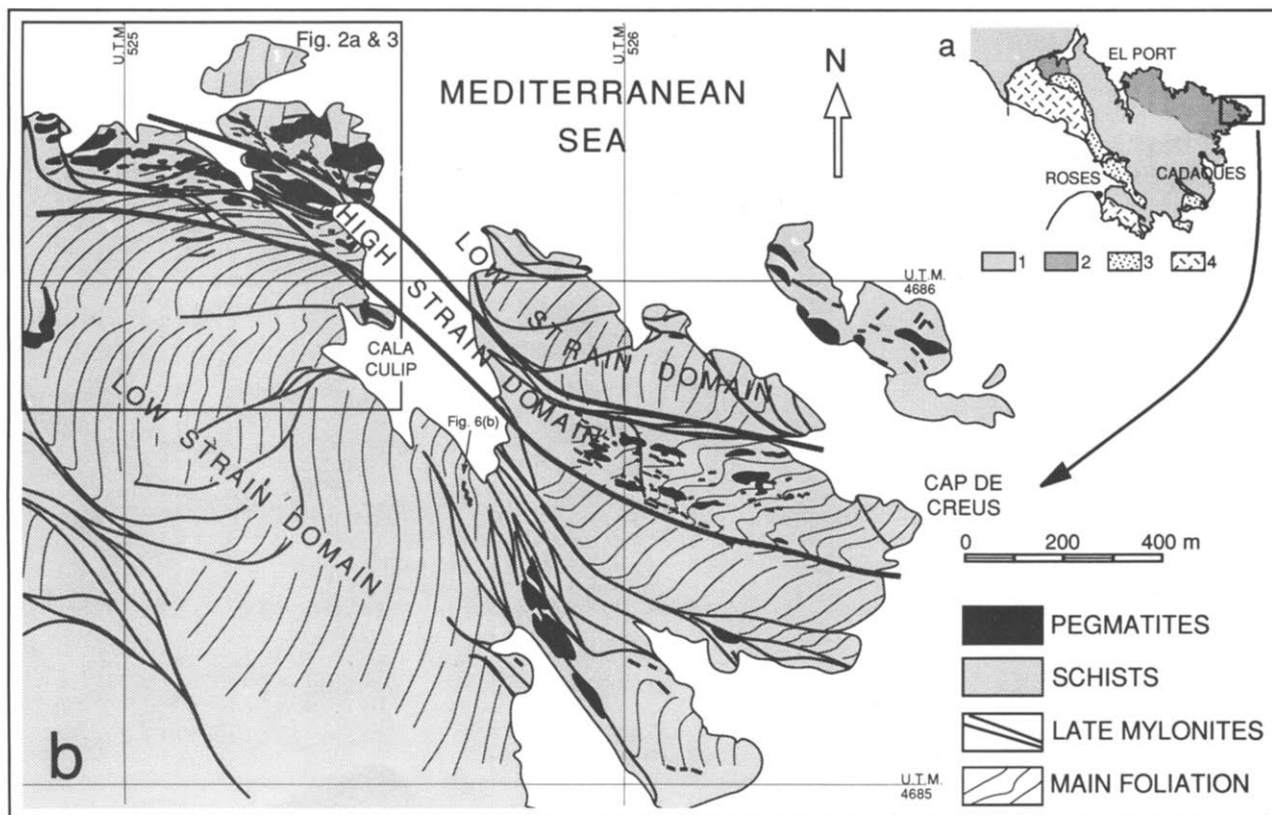 U.T.M.
525
Fig. 2a & 3
U.T.M.
526
MEDITERRANEAN
SEA
N
a
EL PORT
ROSES
CADAQUES
1
2
3
4
U.T.M.
4686
HIGH STRAIN DOMAIN
LOW STRAIN DOMAIN
CALA
CULIP
LOW STRAIN DOMAIN
Fig. 6(b)
CAP DE
CREUS
0 200 400 m
PEGMATITES
SCHISTS
LATE MYLONITES
MAIN FOLIATION
b
U.T.M.
4685